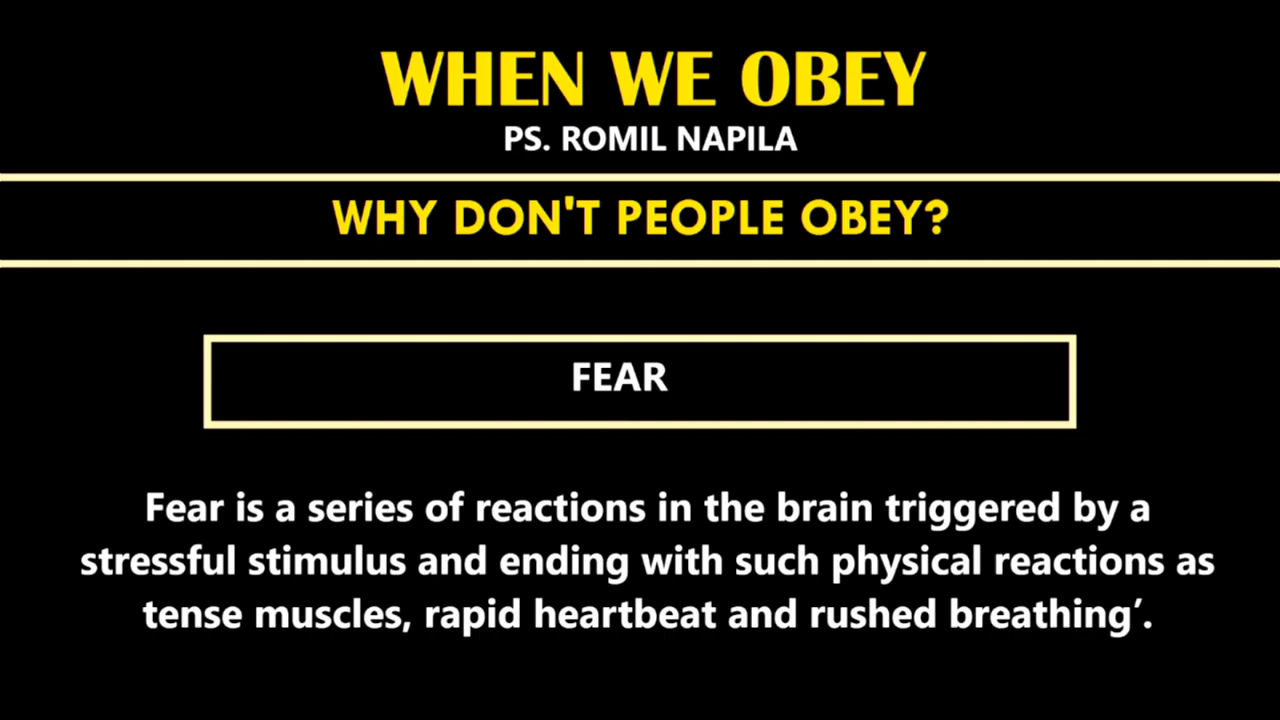 WHEN WE OBEY
PS. ROMIL NAPILA
WHY DON'T PEOPLE OBEY?
FEAR
Fear is a series of reactions in the brain triggered by a
stressful stimulus and ending with such physical reactions as
tense muscles, rapid heartbeat and rushed breathing’.